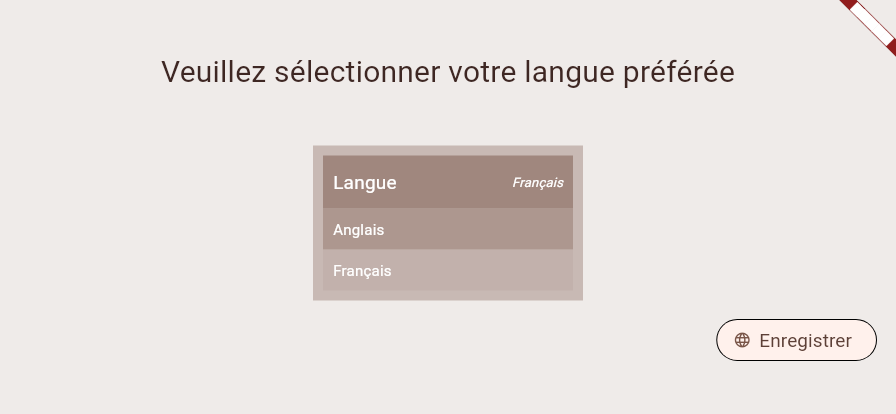 Veuillez sélectionner votre langue préférée
Langue Français
Anglais
Français
Enregistrer